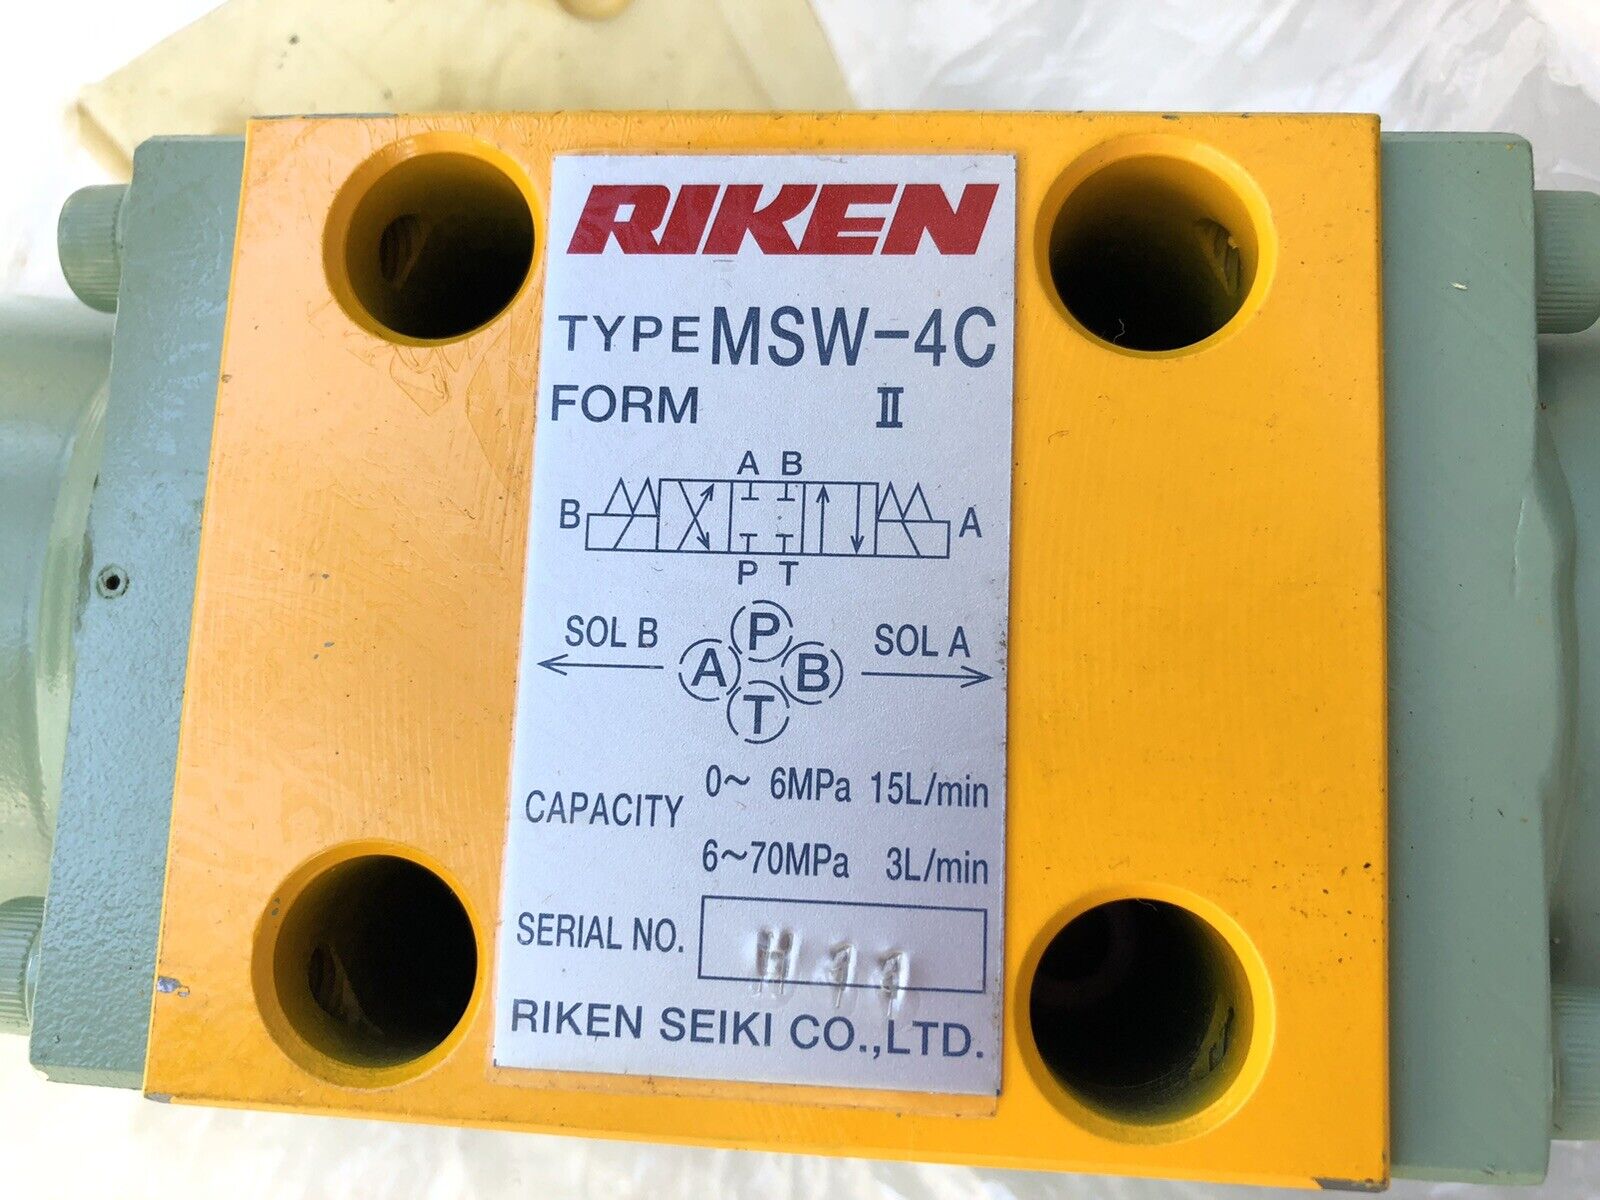 RIKEN
TYPE MSW-4C
FORM II
A B
B A
P T
SOL B P SOL A
A B
T
CAPACITY 0~ 6MPa 15L/min
6~70MPa 3L/min
SERIAL NO. H 11
RIKEN SEIKI CO.,LTD.